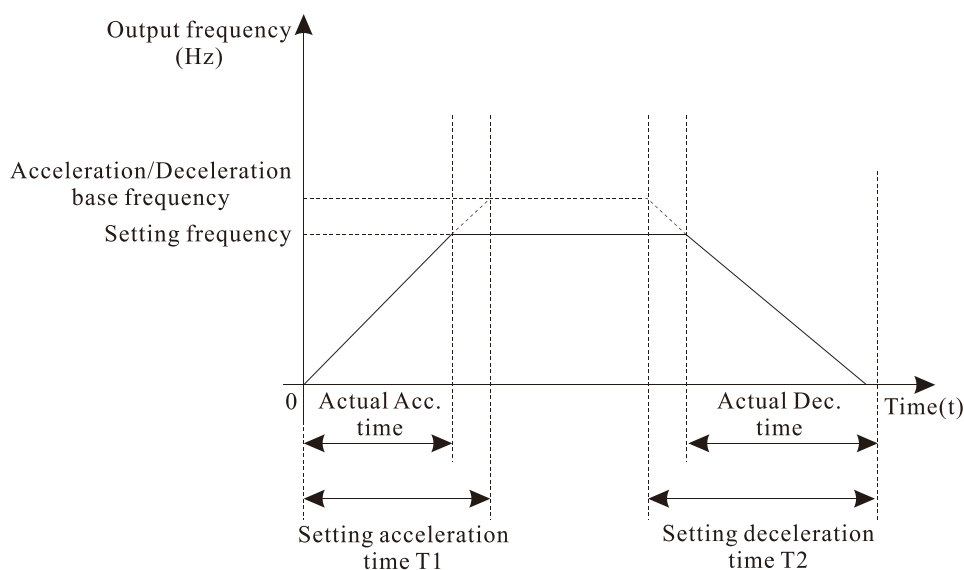 Output frequency
(Hz)
Acceleration/Deceleration
base frequency
Setting frequency
0
Actual Acc.
time
Actual Dec.
time
Time(t)
Setting acceleration
time T1
Setting deceleration
time T2